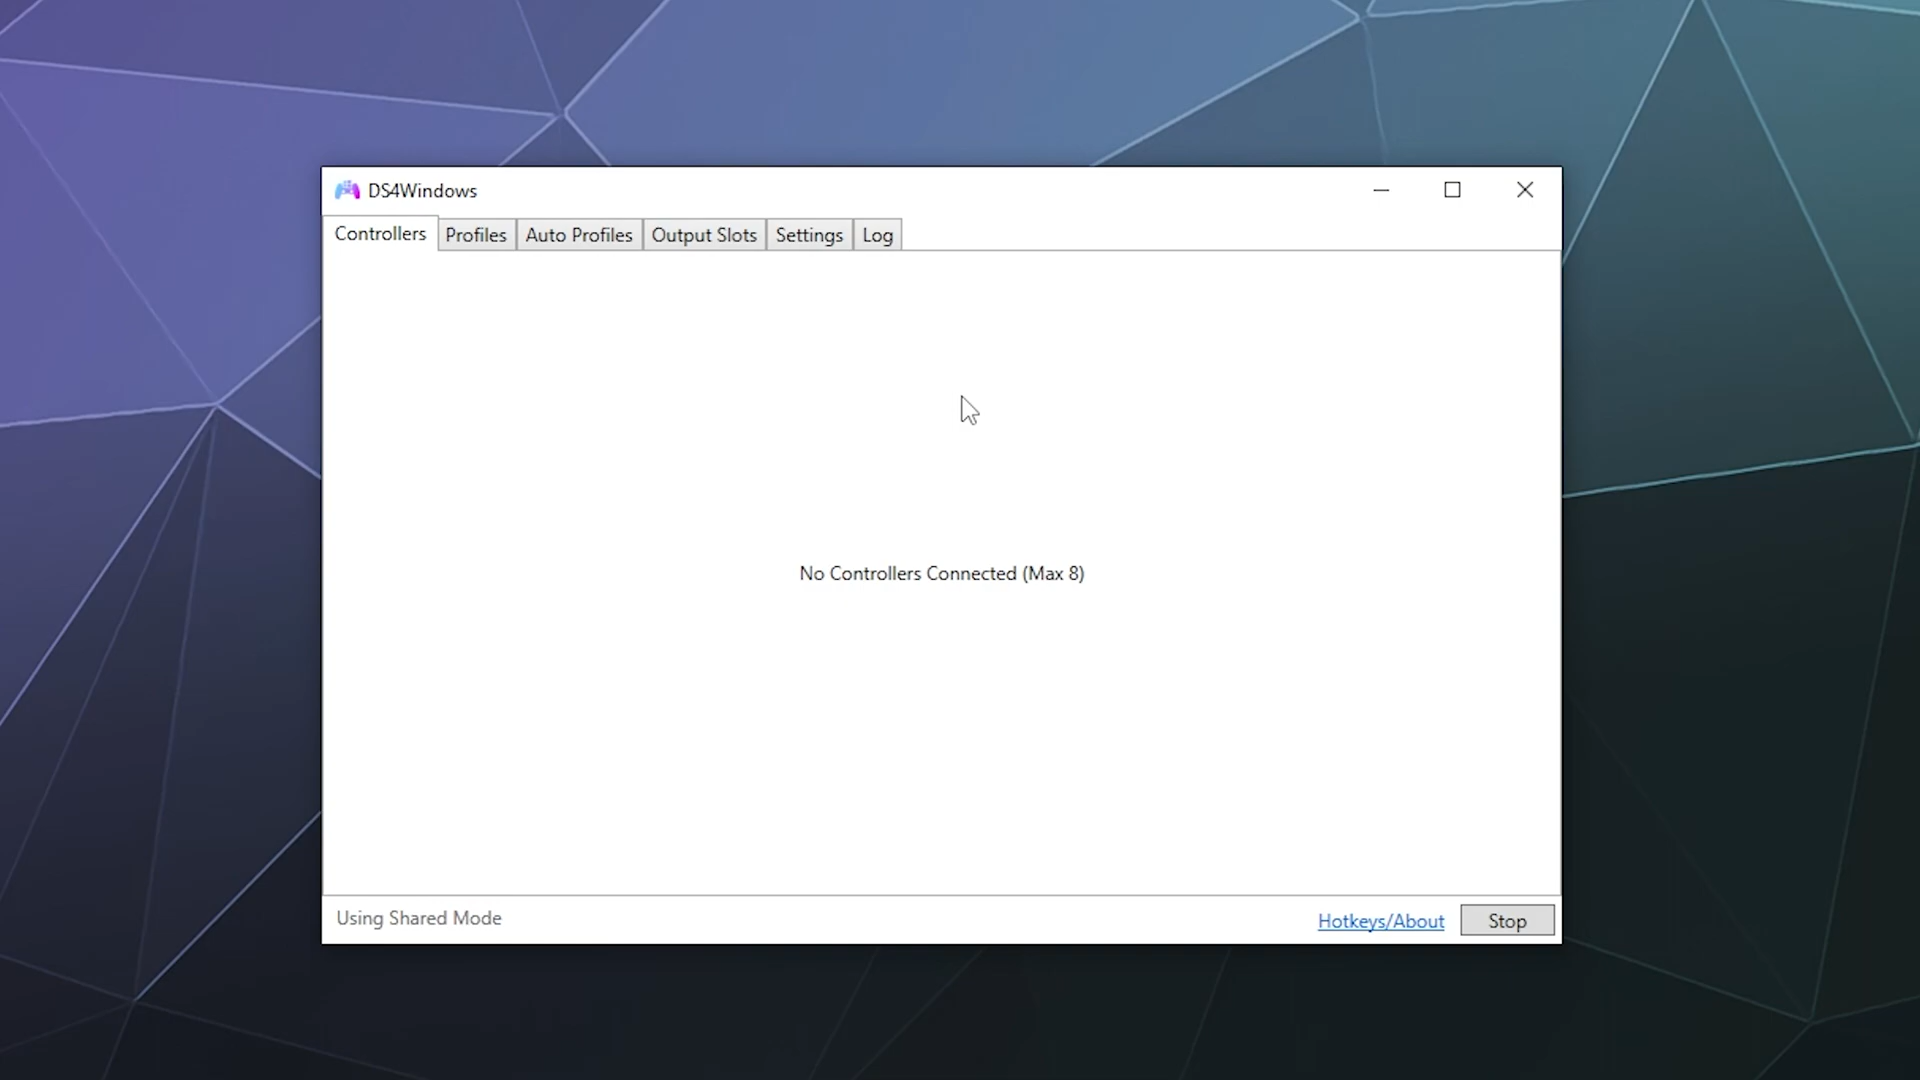 DS4Windows
Controllers Profiles Auto Profiles Output Slots Settings Log
No Controllers Connected (Max 8)
Using Shared Mode Hotkeys/About Stop